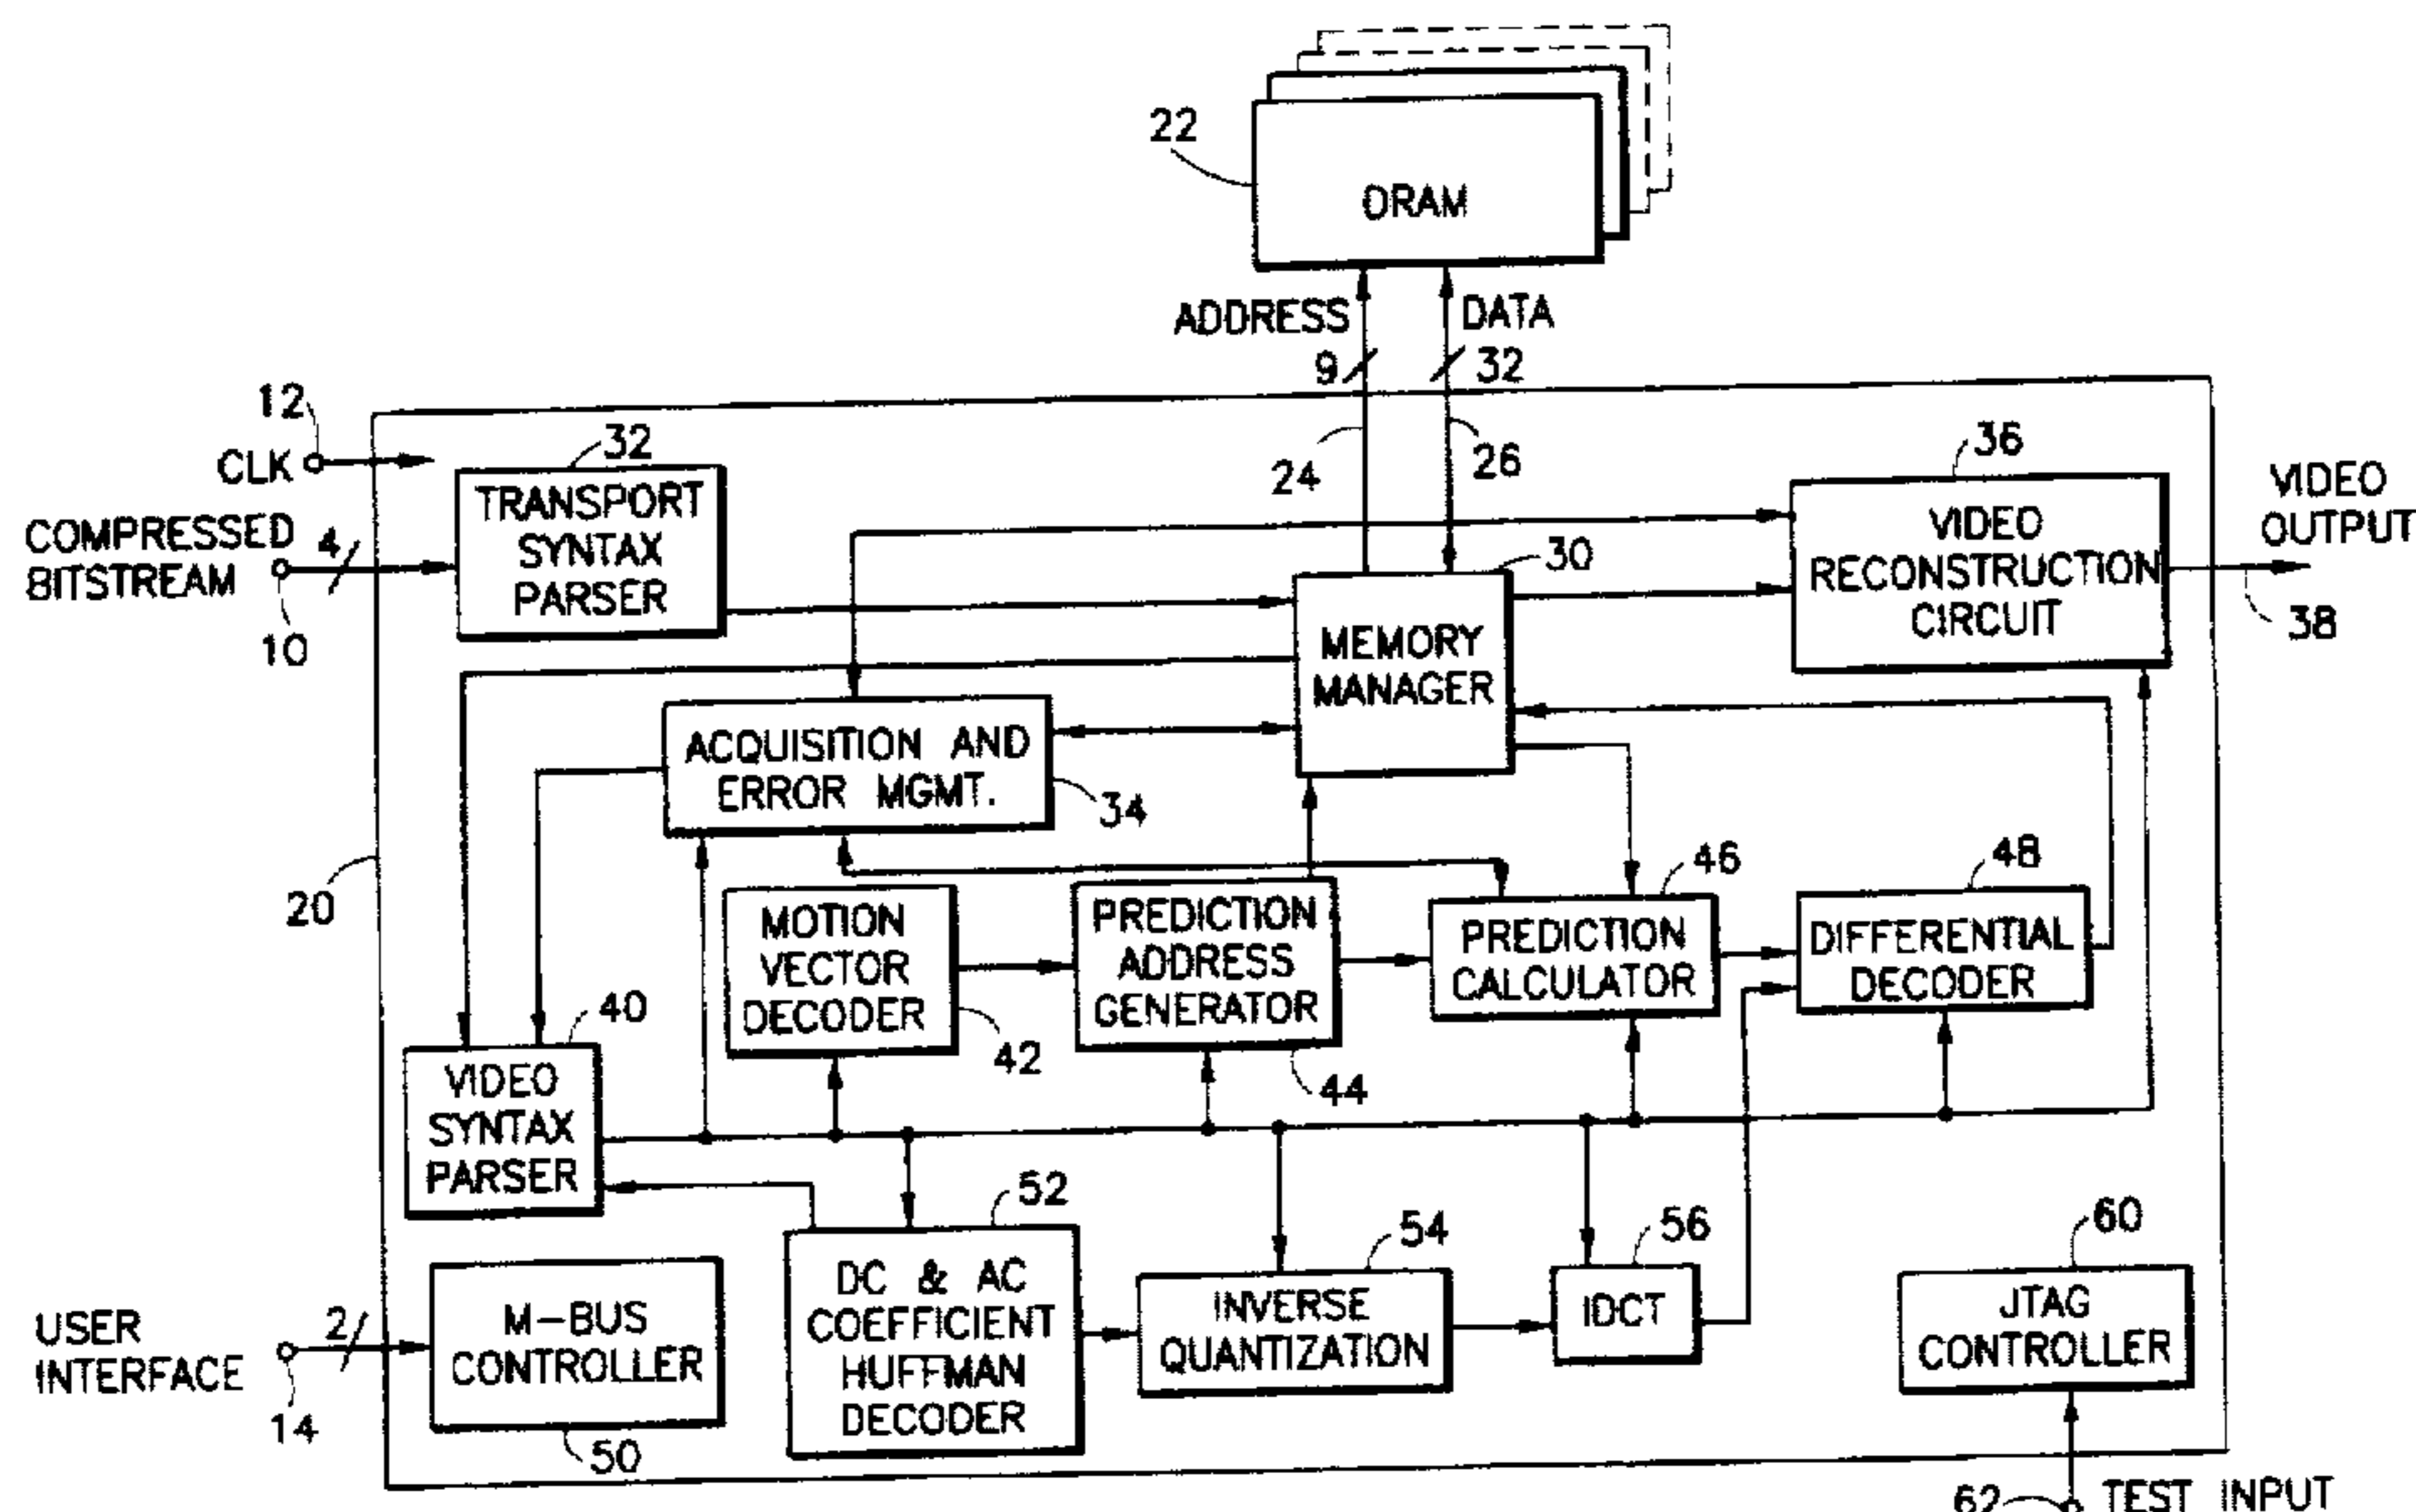 22
DRAM
ADDRESS
DATA
9
32
12
CLK
24
26
32
TRANSPORT
SYNTAX
PARSER
COMPRESSED
BITSTREAM
4
10
30
MEMORY
MANAGER
36
VIDEO
RECONSTRUCTION
CIRCUIT
VIDEO
OUTPUT
38
ACQUISITION AND
ERROR MGMT.
34
20
MOTION
VECTOR
DECODER
42
PREDICTION
ADDRESS
GENERATOR
44
46
PREDICTION
CALCULATOR
48
DIFFERENTIAL
DECODER
40
VIDEO
SYNTAX
PARSER
52
DC & AC
COEFFICIENT
HUFFMAN
DECODER
54
INVERSE
QUANTIZATION
56
IDCT
60
JTAG
CONTROLLER
USER
INTERFACE
2
14
M-BUS
CONTROLLER
50
62
TEST INPUT